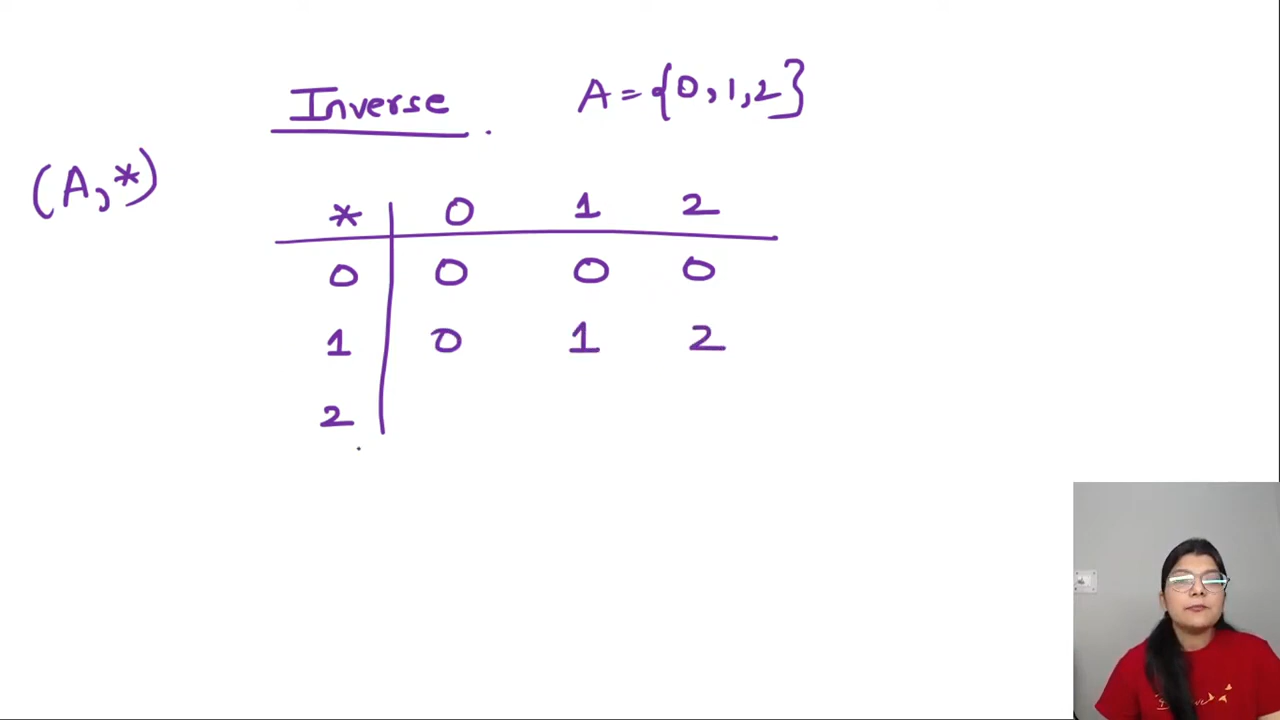 Inverse. A = {0, 1, 2}
(A, *)
* 0 1 2
0 0 0 0
1 0 1 2
2